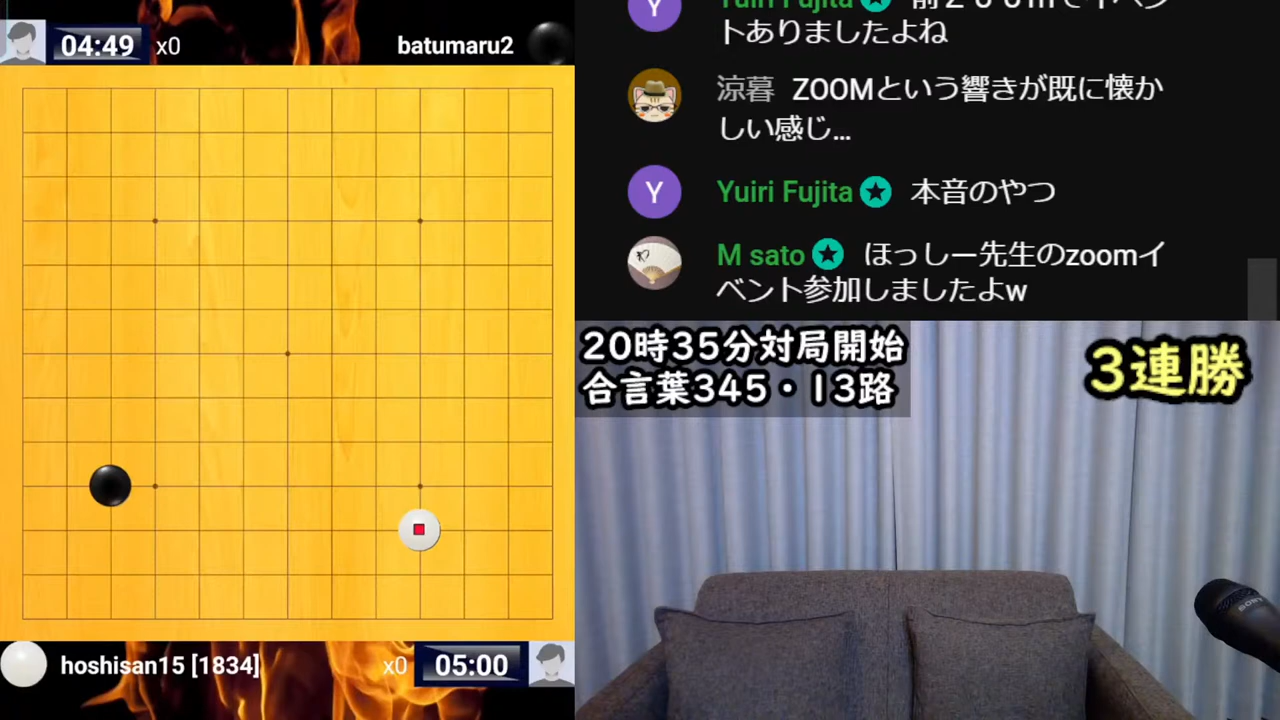 04:49 x0 batumaru2
hoshisan15 [1834] x0 05:00
Yuiri Fujita
トありましたよね
涼暮 ZOOMという響きが既に懐か
しい感じ...
Y Yuiri Fujita 本音のやつ
M sato ほっしー先生のzoomイ
ベント参加しましたよw
20時35分対局開始
合言葉345・13路
3連勝
SONY